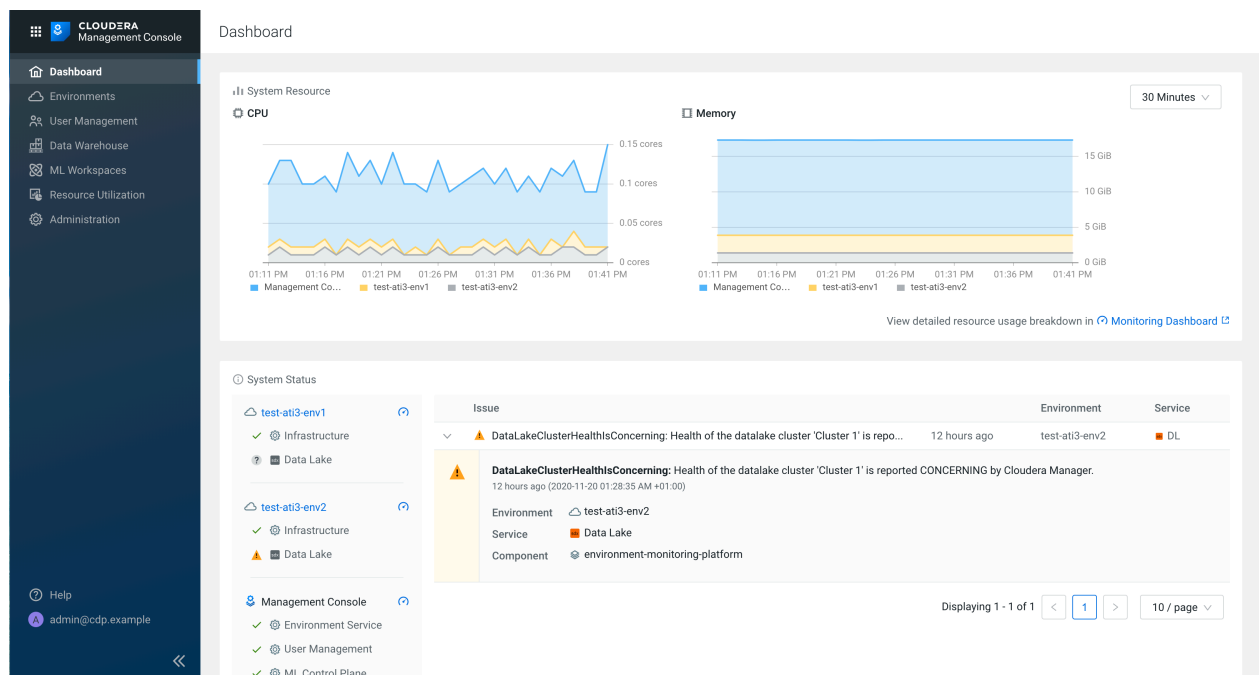 CLOUDERA
Management Console
Dashboard
Dashboard
Environments
User Management
Data Warehouse
ML Workspaces
Resource Utilization
Administration
Help
A admin@cdp.example
System Resource
30 Minutes
CPU
0.15 cores
0.1 cores
0.05 cores
0 cores
01:11 PM 01:16 PM 01:21 PM 01:26 PM 01:31 PM 01:36 PM 01:41 PM
Management Co... test-ati3-env1 test-ati3-env2
Memory
15 GiB
10 GiB
5 GiB
0 GiB
01:11 PM 01:16 PM 01:21 PM 01:26 PM 01:31 PM 01:36 PM 01:41 PM
Management Co... test-ati3-env1 test-ati3-env2
View detailed resource usage breakdown in Monitoring Dashboard
System Status
test-ati3-env1
Infrastructure
? Data Lake
test-ati3-env2
Infrastructure
Data Lake
Management Console
Environment Service
User Management
ML Control Plane
Issue Environment Service
DataLakeClusterHealthIsConcerning: Health of the datalake cluster 'Cluster 1' is repo... 12 hours ago test-ati3-env2 DL
DataLakeClusterHealthIsConcerning: Health of the datalake cluster 'Cluster 1' is reported CONCERNING by Cloudera Manager.
12 hours ago (2020-11-20 01:28:35 AM +01:00)
Environment test-ati3-env2
Service Data Lake
Component environment-monitoring-platform
Displaying 1 - 1 of 1 < 1 > 10 / page